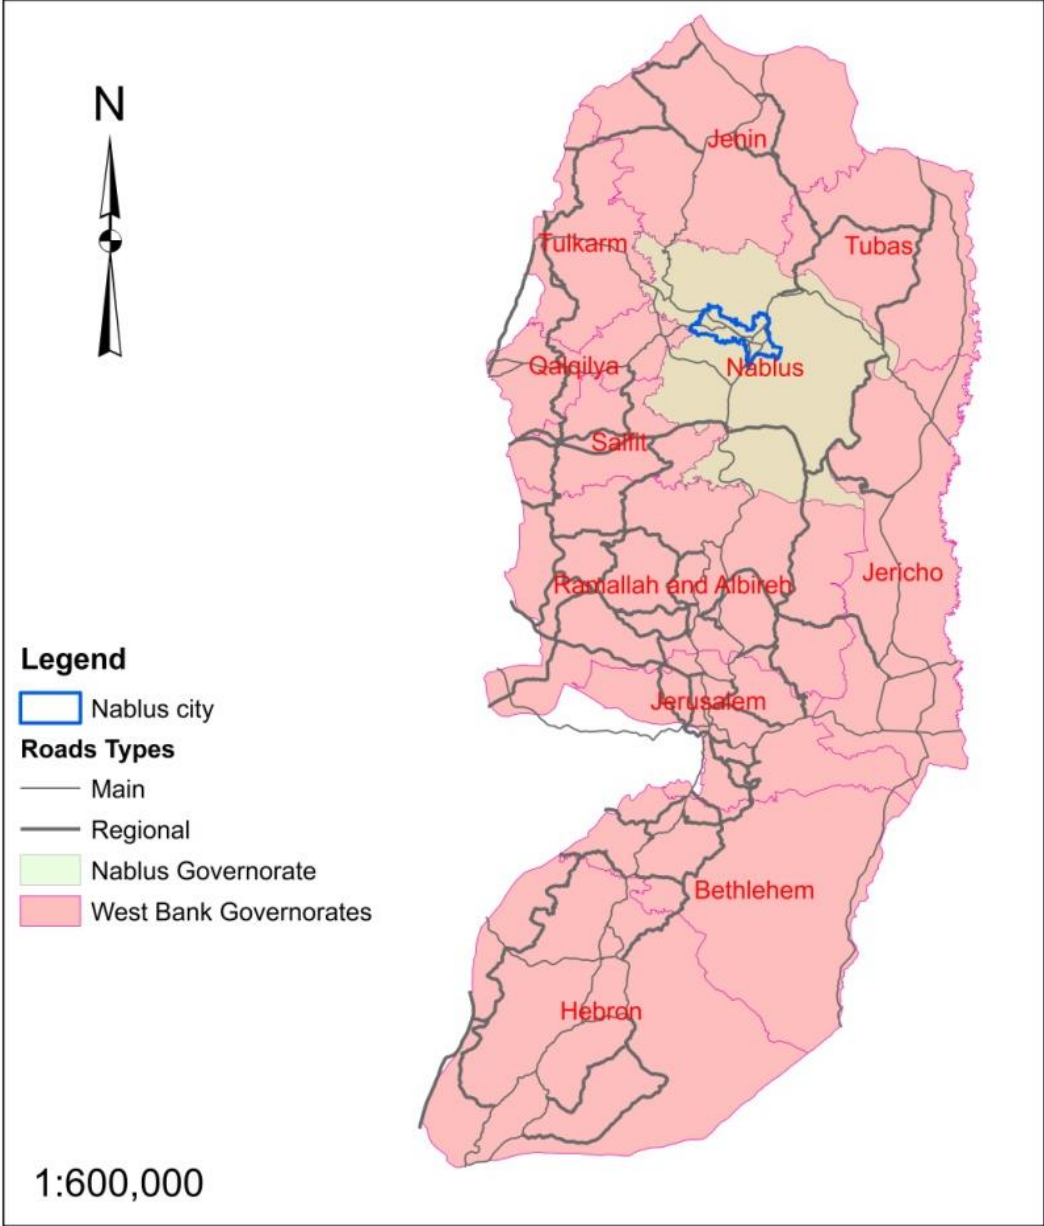 N
Jenin
Tulkarm
Tubas
Qalqilya
Nablus
Salfit
Jericho
Ramallah and Albireh
Jerusalem
Bethlehem
Hebron
Legend
Nablus city
Roads Types
Main
Regional
Nablus Governorate
West Bank Governorates
1:600,000